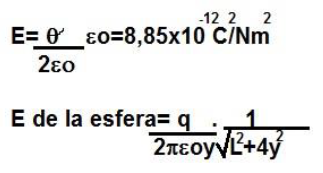 E= θ´ / 2εo εo=8,85x10⁻¹² C²/Nm²
E de la esfera= q / 2πεoy . 1 / √L²+4y²